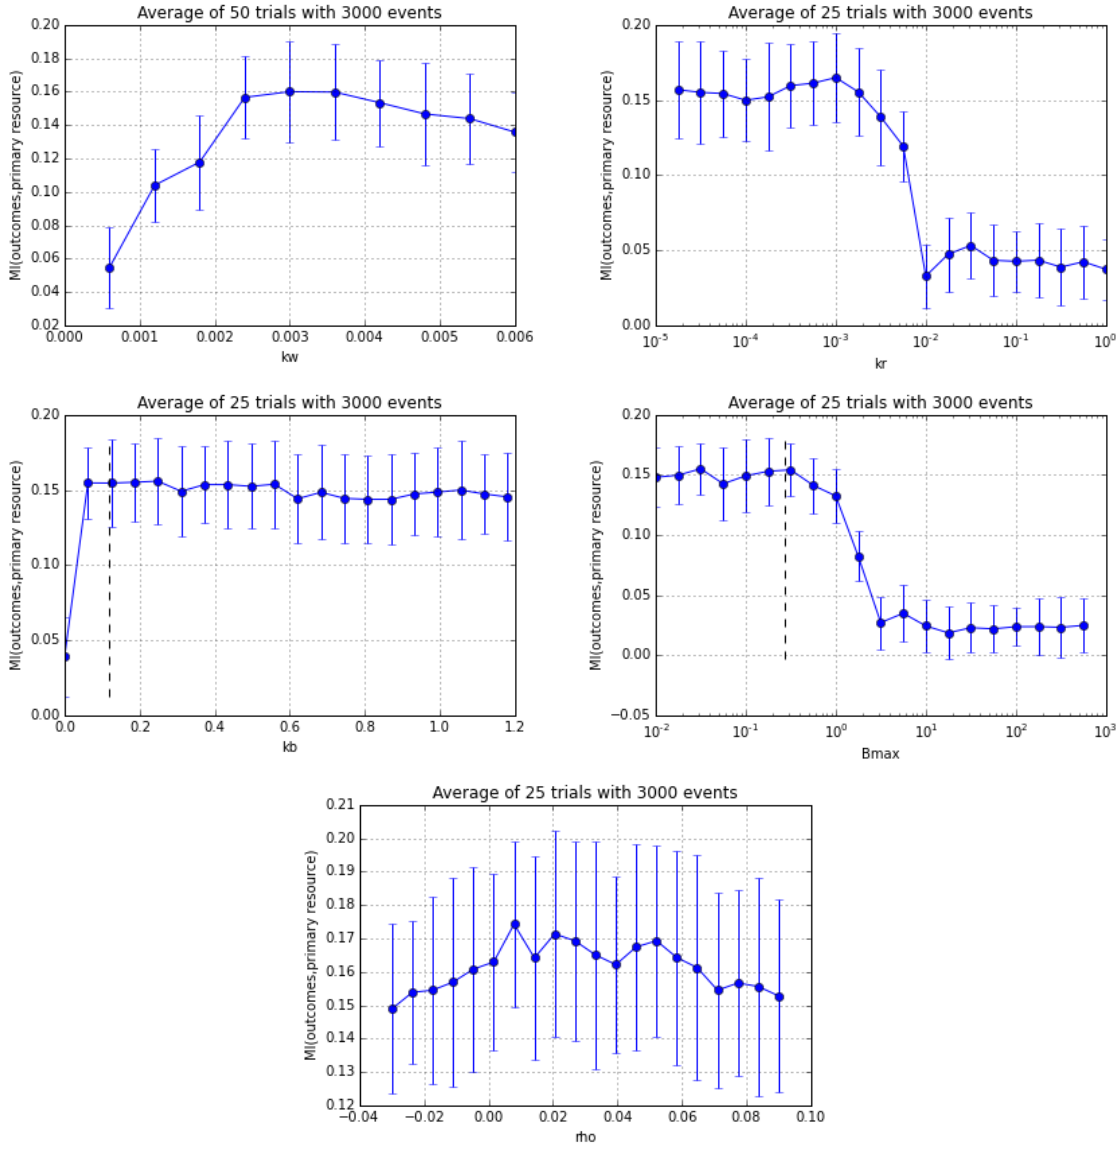 Average of 50 trials with 3000 events
MI(outcomes,primary resource)
0.20
0.18
0.16
0.14
0.12
0.10
0.08
0.06
0.04
0.02
0.000 0.001 0.002 0.003 0.004 0.005 0.006
kw
Average of 25 trials with 3000 events
MI(outcomes,primary resource)
0.20
0.15
0.10
0.05
0.00
10⁻⁵ 10⁻⁴ 10⁻³ 10⁻² 10⁻¹ 10⁰
kr
Average of 25 trials with 3000 events
MI(outcomes,primary resource)
0.20
0.15
0.10
0.05
0.00
0.0 0.2 0.4 0.6 0.8 1.0 1.2
kb
Average of 25 trials with 3000 events
MI(outcomes,primary resource)
0.20
0.15
0.10
0.05
0.00
−0.05
10⁻² 10⁻¹ 10⁰ 10¹ 10² 10³
Bmax
Average of 25 trials with 3000 events
MI(outcomes,primary resource)
0.21
0.20
0.19
0.18
0.17
0.16
0.15
0.14
0.13
0.12
−0.04 −0.02 0.00 0.02 0.04 0.06 0.08 0.10
rho